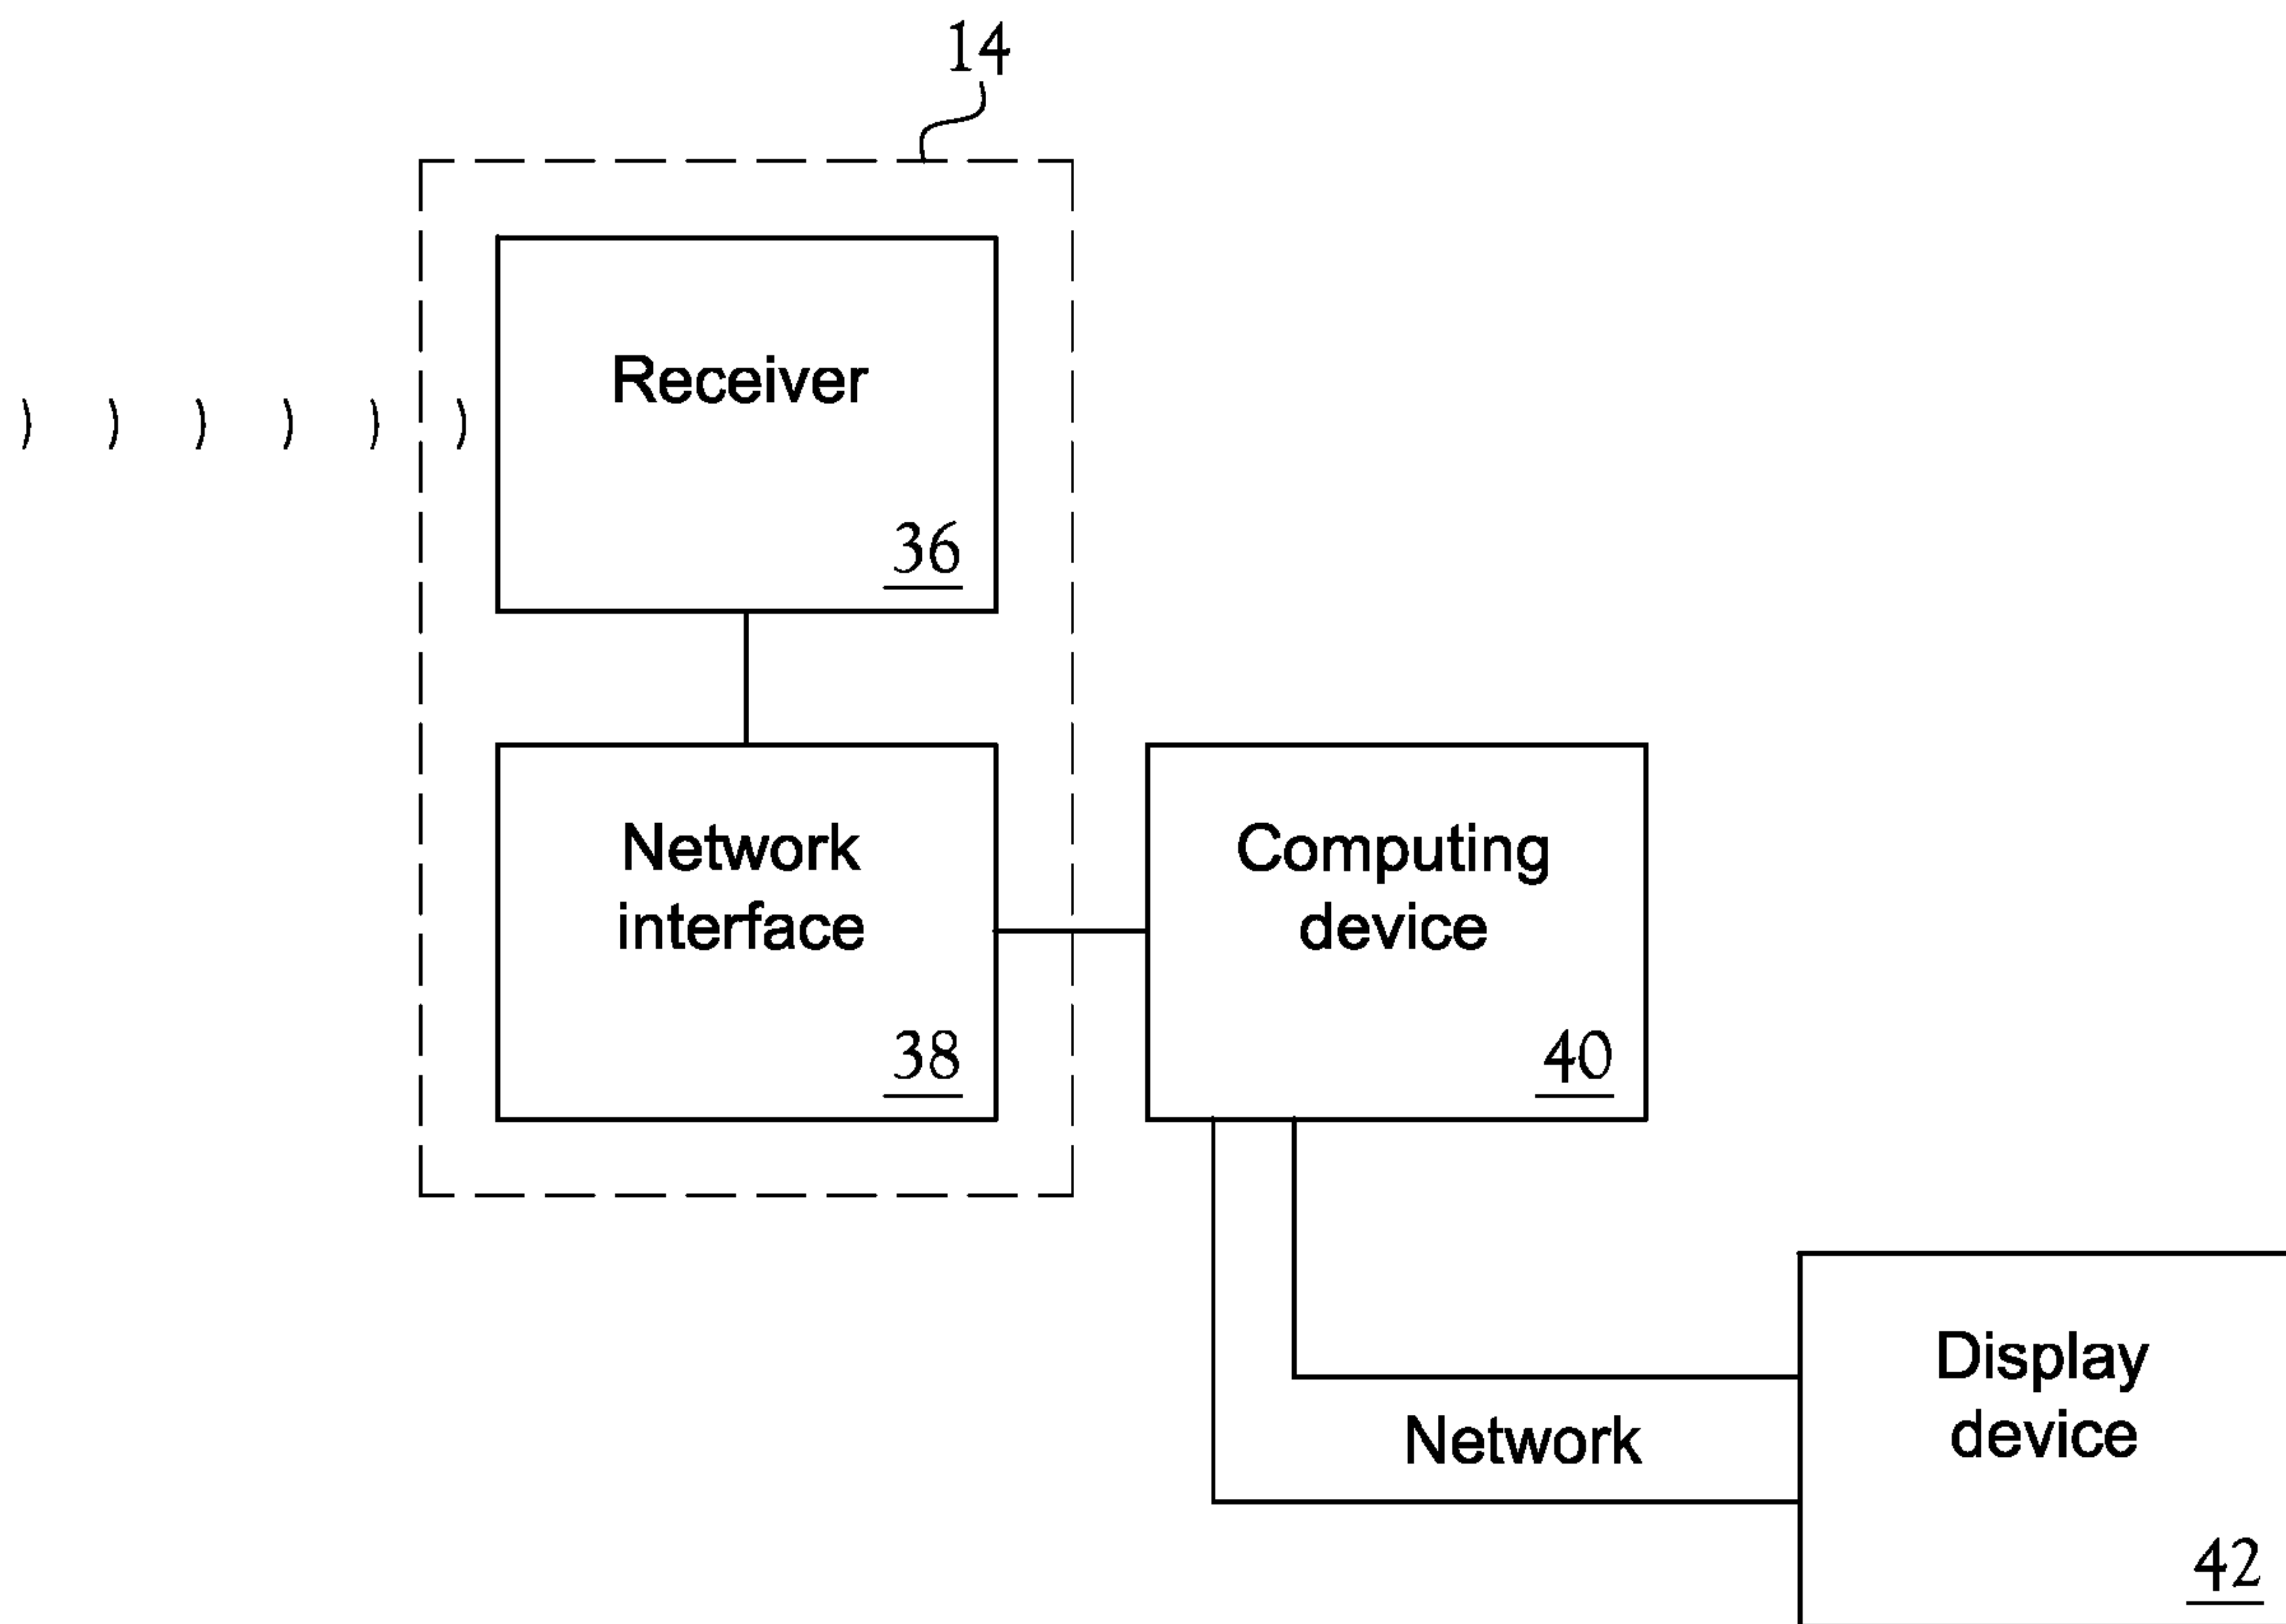 14
Receiver
36
Network
interface
38
Computing
device
40
Network
Display
device
42